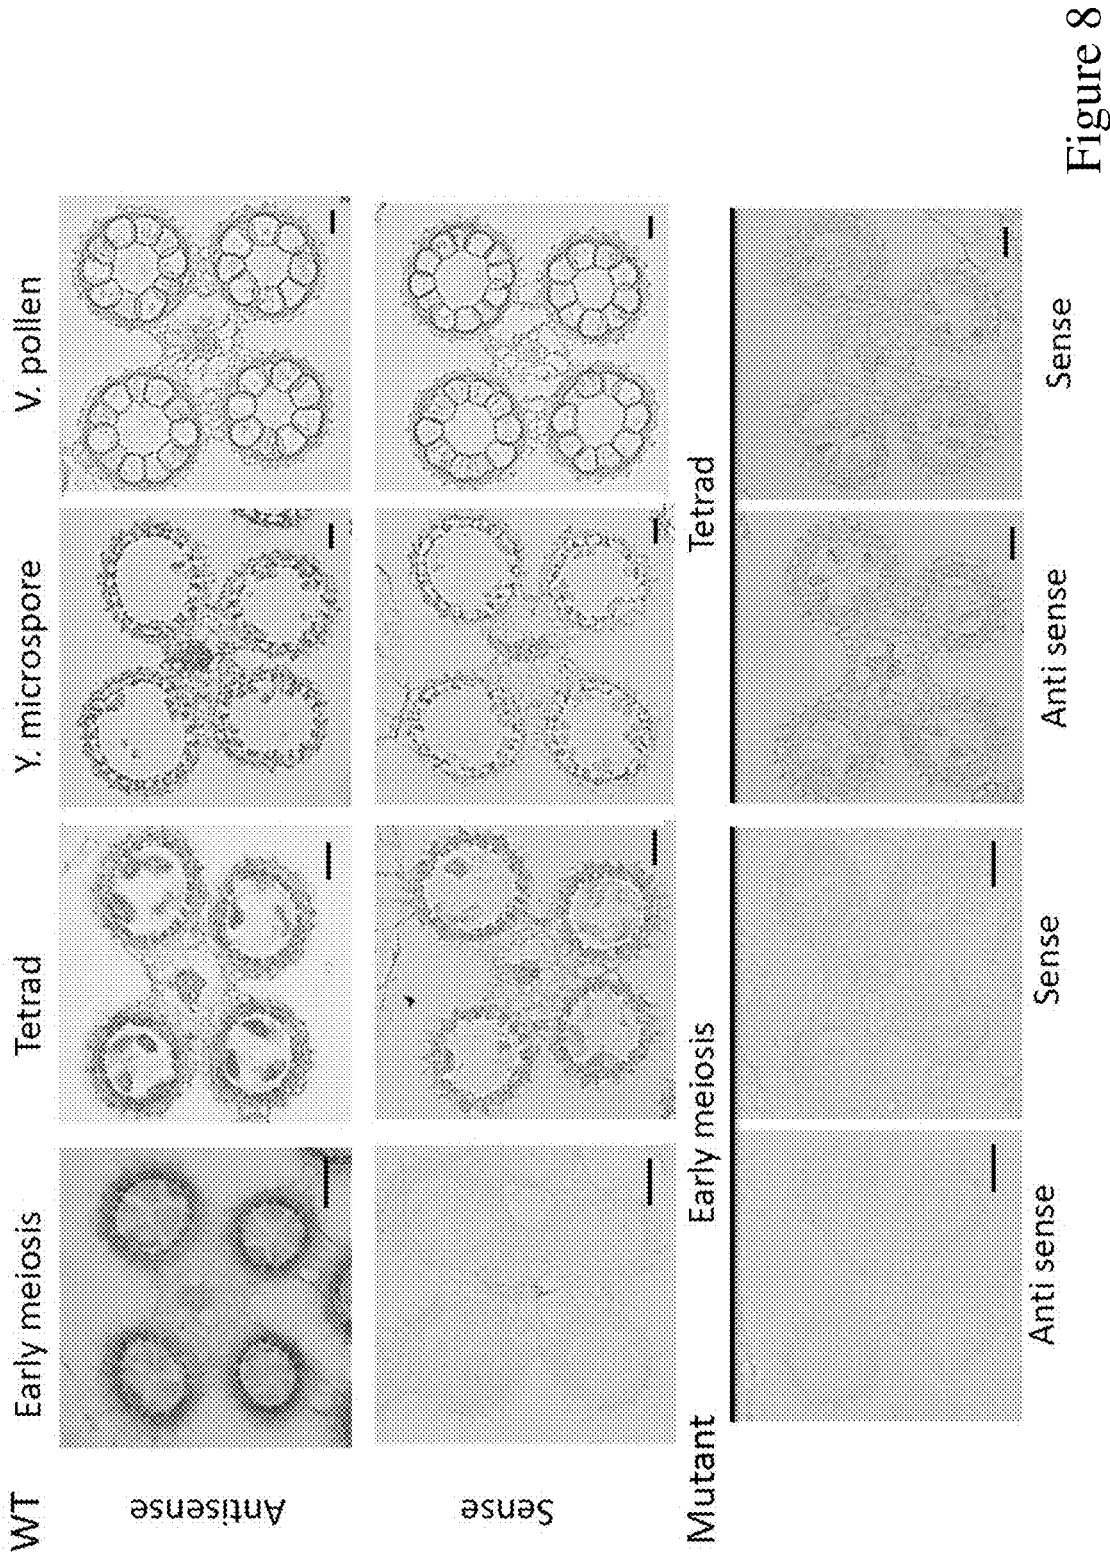 WT
Early meiosis Tetrad Y. microspore V. pollen
Antisense
Sense
Mutant
Early meiosis Tetrad
Anti sense Sense Anti sense Sense
Figure 8